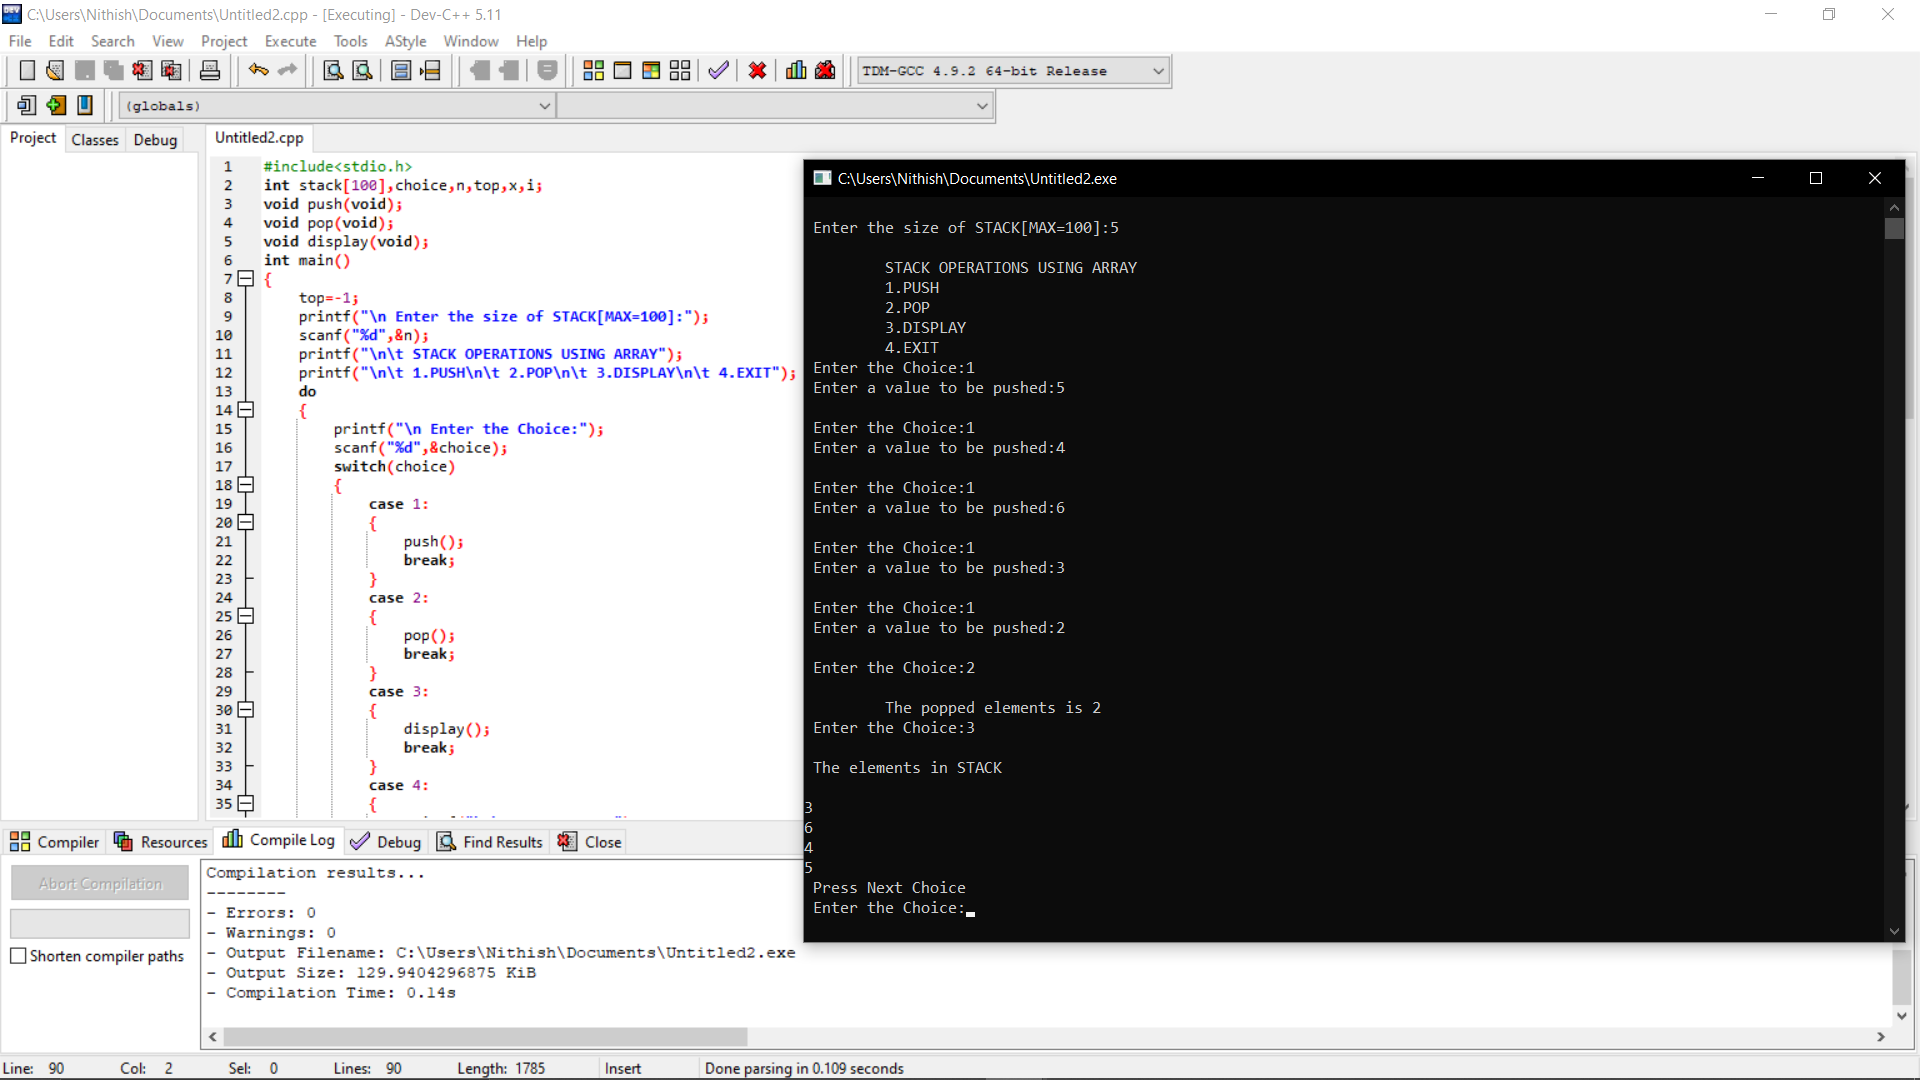 C:\Users\Nithish\Documents\Untitled2.cpp - [Executing] - Dev-C++ 5.11
File Edit Search View Project Execute Tools AStyle Window Help
TDM-GCC 4.9.2 64-bit Release
(globals)
Project Classes Debug
Untitled2.cpp
1 #include<stdio.h>
2 int stack[100],choice,n,top,x,i;
3 void push(void);
4 void pop(void);
5 void display(void);
6 int main()
7 {
8 top=-1;
9 printf("\n Enter the size of STACK[MAX=100]:");
10 scanf("%d",&n);
11 printf("\n\t STACK OPERATIONS USING ARRAY");
12 printf("\n\t 1.PUSH\n\t 2.POP\n\t 3.DISPLAY\n\t 4.EXIT");
13 do
14 {
15 printf("\n Enter the Choice:");
16 scanf("%d",&choice);
17 switch(choice)
18 {
19 case 1:
20 {
21 push();
22 break;
23 }
24 case 2:
25 {
26 pop();
27 break;
28 }
29 case 3:
30 {
31 display();
32 break;
33 }
34 case 4:
35 {
C:\Users\Nithish\Documents\Untitled2.exe
Enter the size of STACK[MAX=100]:5
STACK OPERATIONS USING ARRAY
1.PUSH
2.POP
3.DISPLAY
4.EXIT
Enter the Choice:1
Enter a value to be pushed:5
Enter the Choice:1
Enter a value to be pushed:4
Enter the Choice:1
Enter a value to be pushed:6
Enter the Choice:1
Enter a value to be pushed:3
Enter the Choice:1
Enter a value to be pushed:2
Enter the Choice:2
The popped elements is 2
Enter the Choice:3
The elements in STACK
3
6
4
5
Press Next Choice
Enter the Choice:
Compiler Resources Compile Log Debug Find Results Close
Abort Compilation
Shorten compiler paths
Compilation results...
--------
- Errors: 0
- Warnings: 0
- Output Filename: C:\Users\Nithish\Documents\Untitled2.exe
- Output Size: 129.9404296875 KiB
- Compilation Time: 0.14s
Line: 90 Col: 2 Sel: 0 Lines: 90 Length: 1785 Insert Done parsing in 0.109 seconds